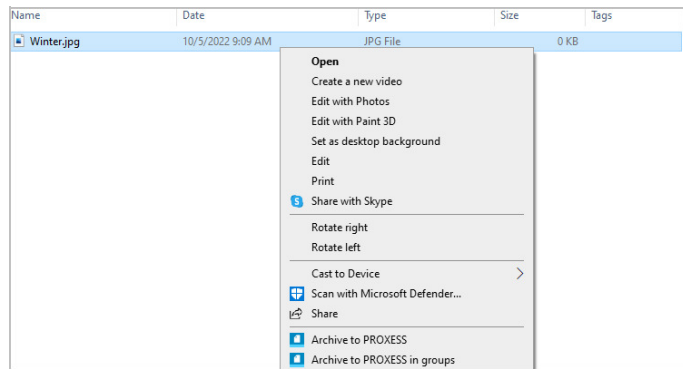 Name Date Type Size Tags
Winter.jpg 10/5/2022 9:09 AM JPG File 0 KB
Open
Create a new video
Edit with Photos
Edit with Paint 3D
Set as desktop background
Edit
Print
Share with Skype
Rotate right
Rotate left
Cast to Device
Scan with Microsoft Defender...
Share
Archive to PROXESS
Archive to PROXESS in groups